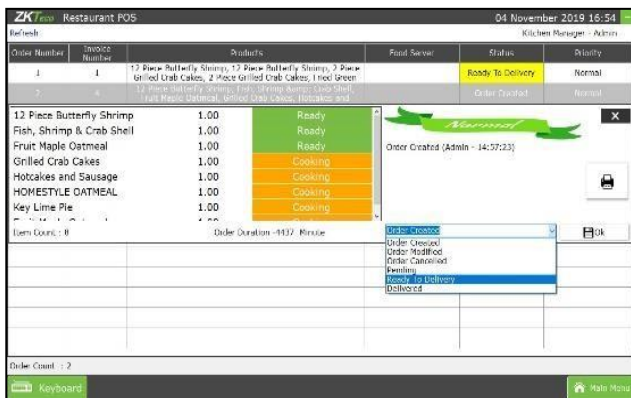 ZKTeco Restaurant POS 04 November 2019 16:54
Refresh Kitchen Manager - Admin
Order Number Invoice Number Products Food Server Status Priority
1 1 12 Piece Butterfly Shrimp, 12 Piece Butterfly Shrimp, 2 Piece Ready To Delivery Normal
Grilled Crab Cakes, 2 Piece Grilled Crab Cakes, Fried Green
2 4 12 Piece Butterfly Shrimp, Fish, Shrimp &amp; Crab Shell, Order Created Normal
Fruit Maple Oatmeal, Grilled Crab Cakes, Hotcakes and
12 Piece Butterfly Shrimp 1.00 Ready
Fish, Shrimp & Crab Shell 1.00 Ready
Fruit Maple Oatmeal 1.00 Ready
Grilled Crab Cakes 1.00 Cooking
Hotcakes and Sausage 1.00 Cooking
HOMESTYLE OATMEAL 1.00 Cooking
Key Lime Pie 1.00 Cooking
Normal
X
Order Created (Admin - 14:57:23)
Item Count : 8 Order Duration -4437 Minute
Order Created
Ok
Order Created
Order Modified
Order Cancelled
Pending
Ready To Delivery
Delivered
Order Count : 2
Keyboard Main Menu